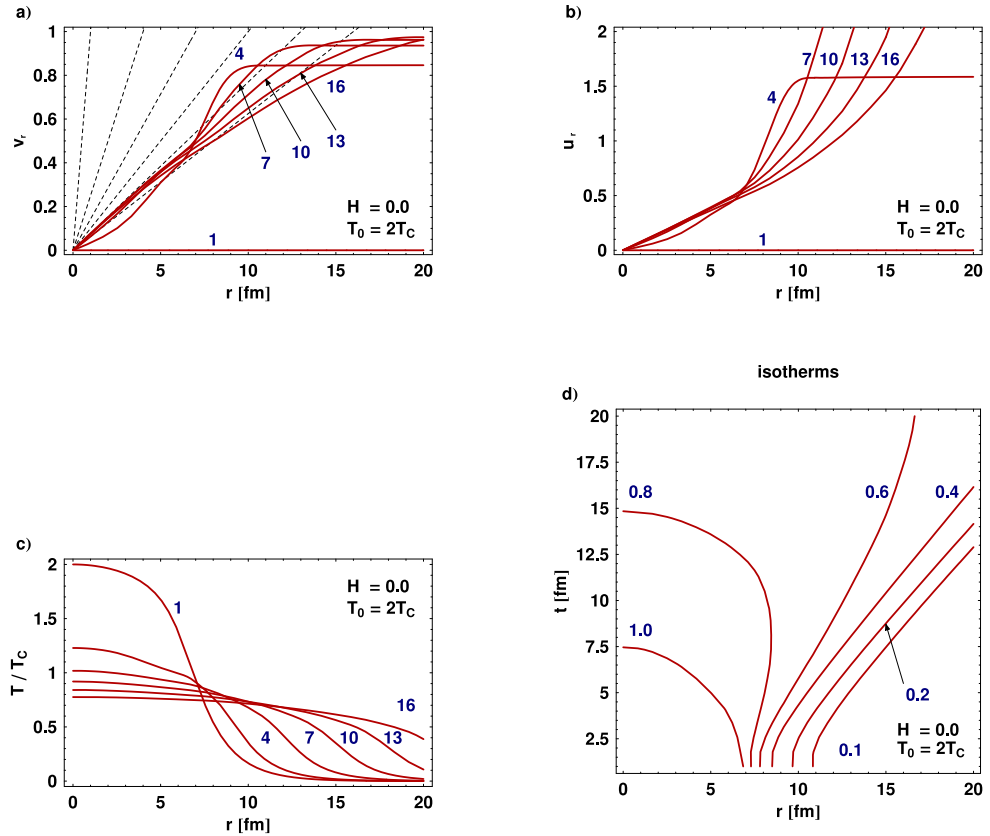 a)
1
0.8
0.6
0.4
0.2
0
v_r
4
16
13
10
7
1
H = 0.0
T_0 = 2T_C
0 5 10 15 20
r [fm]
b)
2
1.5
1
0.5
0
u_r
7 10 13 16
4
1
H = 0.0
T_0 = 2T_C
0 5 10 15 20
r [fm]
c)
2
1.5
1
0.5
0
T / T_C
1
H = 0.0
T_0 = 2T_C
16
4 7 10 13
0 5 10 15 20
r [fm]
isotherms
d)
20
17.5
15
12.5
10
7.5
5
2.5
t [fm]
0.8
0.6
0.4
1.0
0.2
0.1
H = 0.0
T_0 = 2T_C
0 5 10 15 20
r [fm]